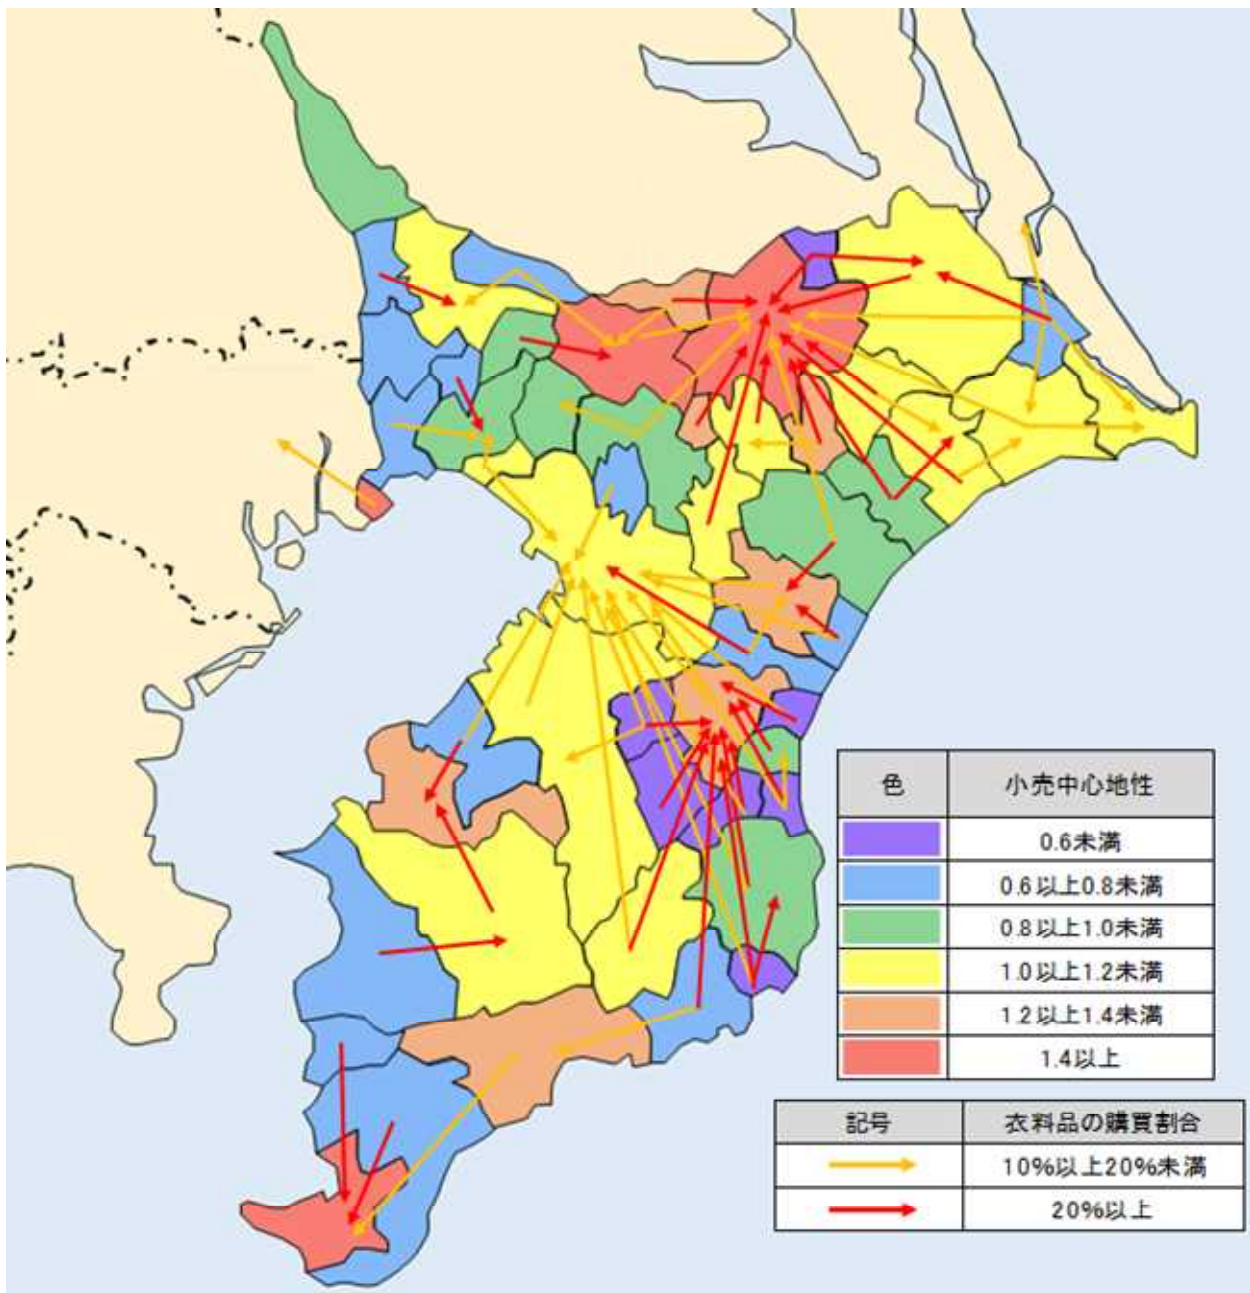 色 小売中心地性
0.6未満
0.6以上0.8未満
0.8以上1.0未満
1.0以上1.2未満
1.2以上1.4未満
1.4以上
記号 衣料品の購買割合
10%以上20%未満
20%以上